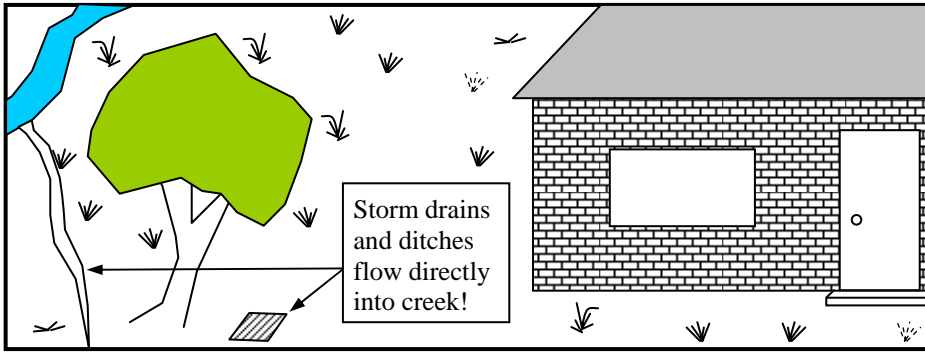 Storm drains
and ditches
flow directly
into creek!